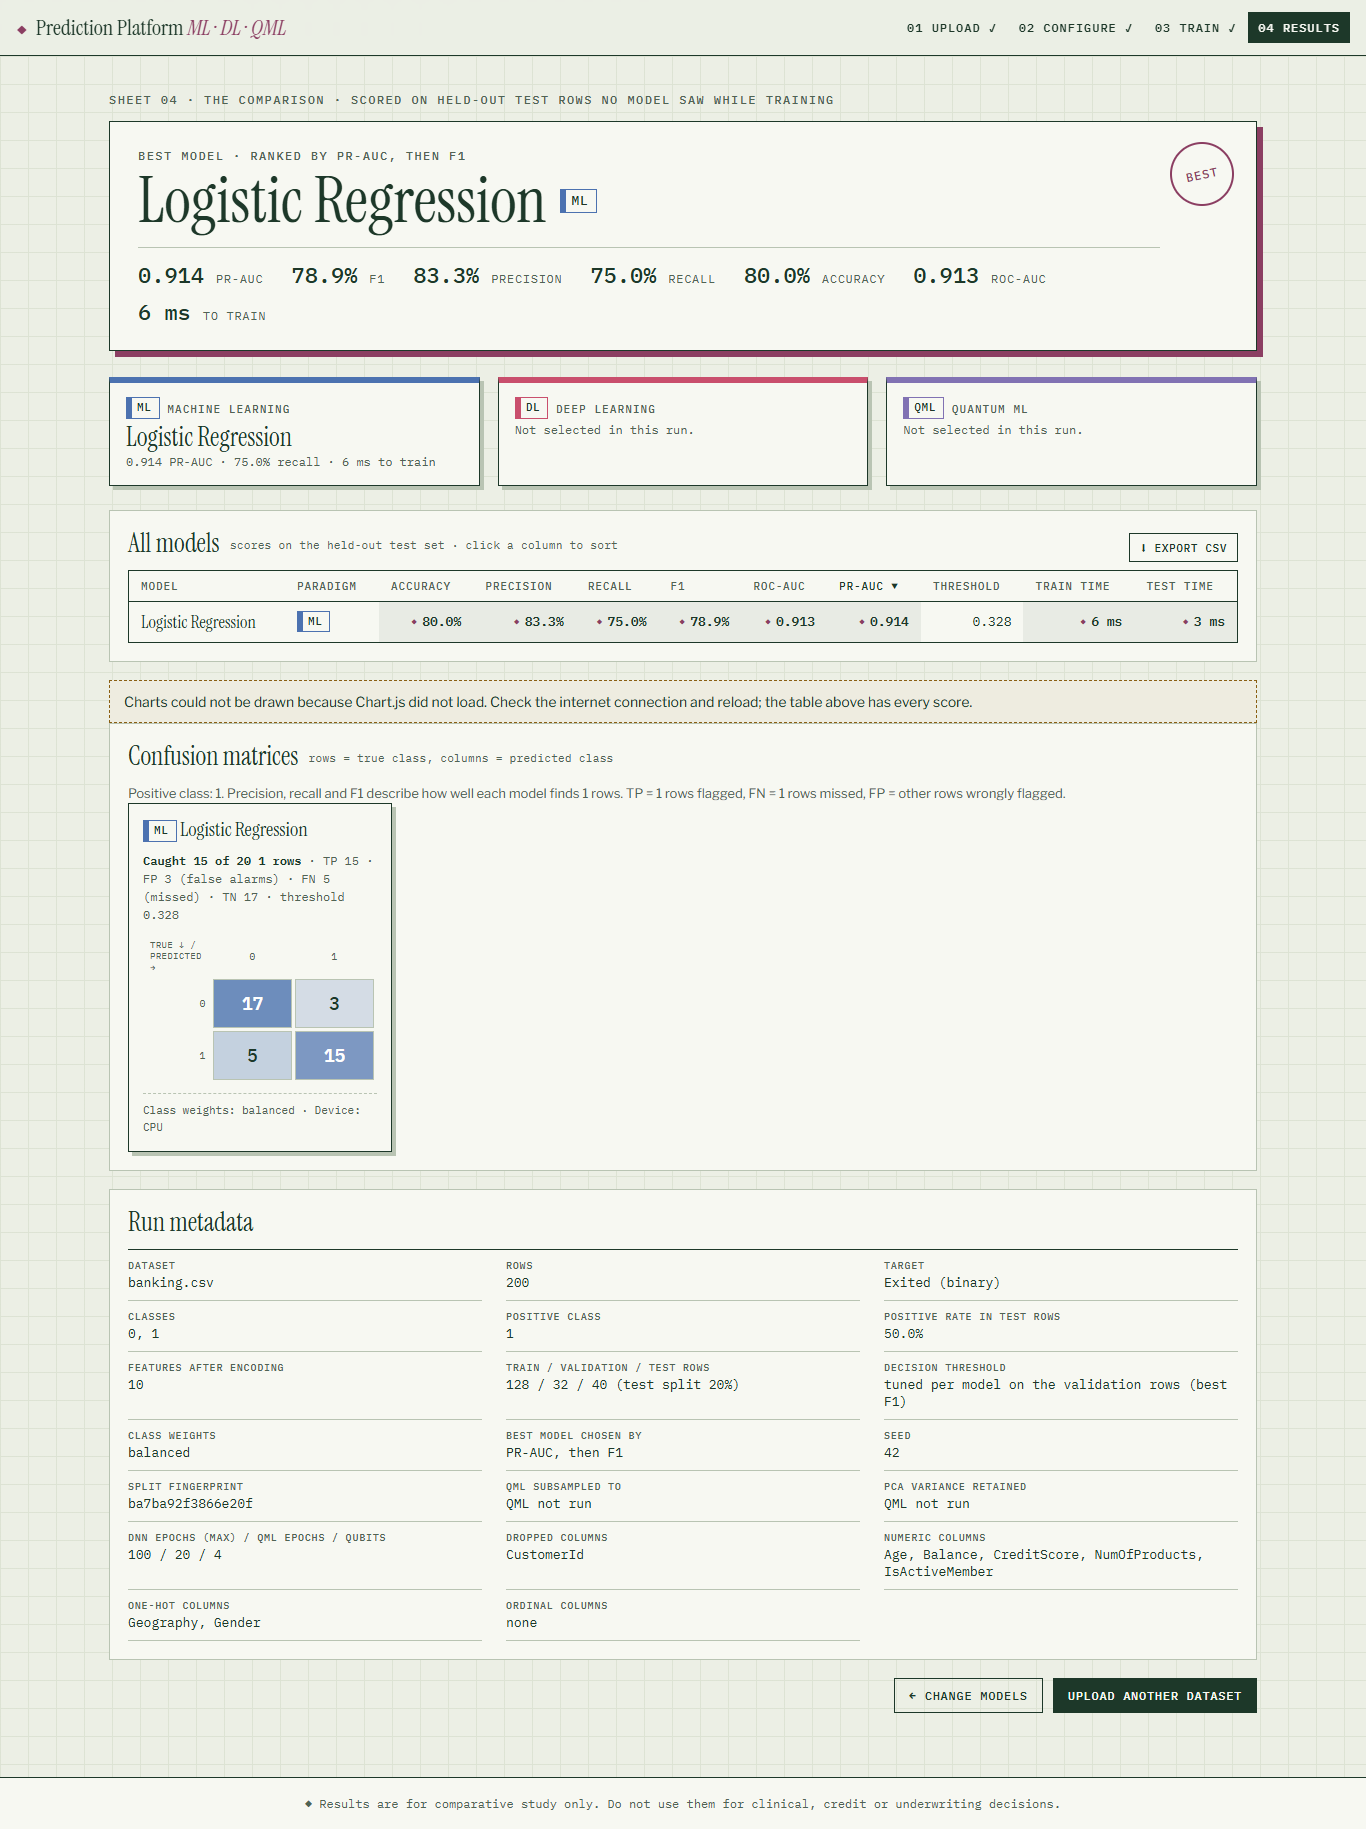 ◆ Prediction Platform ML · DL · QML
01 UPLOAD ✓ 02 CONFIGURE ✓ 03 TRAIN ✓ 04 RESULTS
SHEET 04 · THE COMPARISON · SCORED ON HELD-OUT TEST ROWS NO MODEL SAW WHILE TRAINING
BEST MODEL · RANKED BY PR-AUC, THEN F1
BEST
Logistic Regression ML
0.914 PR-AUC 78.9% F1 83.3% PRECISION 75.0% RECALL 80.0% ACCURACY 0.913 ROC-AUC
6 ms TO TRAIN
ML MACHINE LEARNING
Logistic Regression
0.914 PR-AUC · 75.0% recall · 6 ms to train
DL DEEP LEARNING
Not selected in this run.
QML QUANTUM ML
Not selected in this run.
All models scores on the held-out test set · click a column to sort
⬇ EXPORT CSV
MODEL PARADIGM ACCURACY PRECISION RECALL F1 ROC-AUC PR-AUC ▼ THRESHOLD TRAIN TIME TEST TIME
Logistic Regression ML ◆ 80.0% ◆ 83.3% ◆ 75.0% ◆ 78.9% ◆ 0.913 ◆ 0.914 0.328 ◆ 6 ms ◆ 3 ms
Charts could not be drawn because Chart.js did not load. Check the internet connection and reload; the table above has every score.
Confusion matrices rows = true class, columns = predicted class
Positive class: 1. Precision, recall and F1 describe how well each model finds 1 rows. TP = 1 rows flagged, FN = 1 rows missed, FP = other rows wrongly flagged.
ML Logistic Regression
Caught 15 of 20 1 rows · TP 15 ·
FP 3 (false alarms) · FN 5
(missed) · TN 17 · threshold
0.328
TRUE ↓ /
PREDICTED
→
0 1
0 17 3
1 5 15
Class weights: balanced · Device:
CPU
Run metadata
DATASET
banking.csv
ROWS
200
TARGET
Exited (binary)
CLASSES
0, 1
POSITIVE CLASS
1
POSITIVE RATE IN TEST ROWS
50.0%
FEATURES AFTER ENCODING
10
TRAIN / VALIDATION / TEST ROWS
128 / 32 / 40 (test split 20%)
DECISION THRESHOLD
tuned per model on the validation rows (best
F1)
CLASS WEIGHTS
balanced
BEST MODEL CHOSEN BY
PR-AUC, then F1
SEED
42
SPLIT FINGERPRINT
ba7ba92f3866e20f
QML SUBSAMPLED TO
QML not run
PCA VARIANCE RETAINED
QML not run
DNN EPOCHS (MAX) / QML EPOCHS / QUBITS
100 / 20 / 4
DROPPED COLUMNS
CustomerId
NUMERIC COLUMNS
Age, Balance, CreditScore, NumOfProducts,
IsActiveMember
ONE-HOT COLUMNS
Geography, Gender
ORDINAL COLUMNS
none
← CHANGE MODELS
UPLOAD ANOTHER DATASET
◆ Results are for comparative study only. Do not use them for clinical, credit or underwriting decisions.